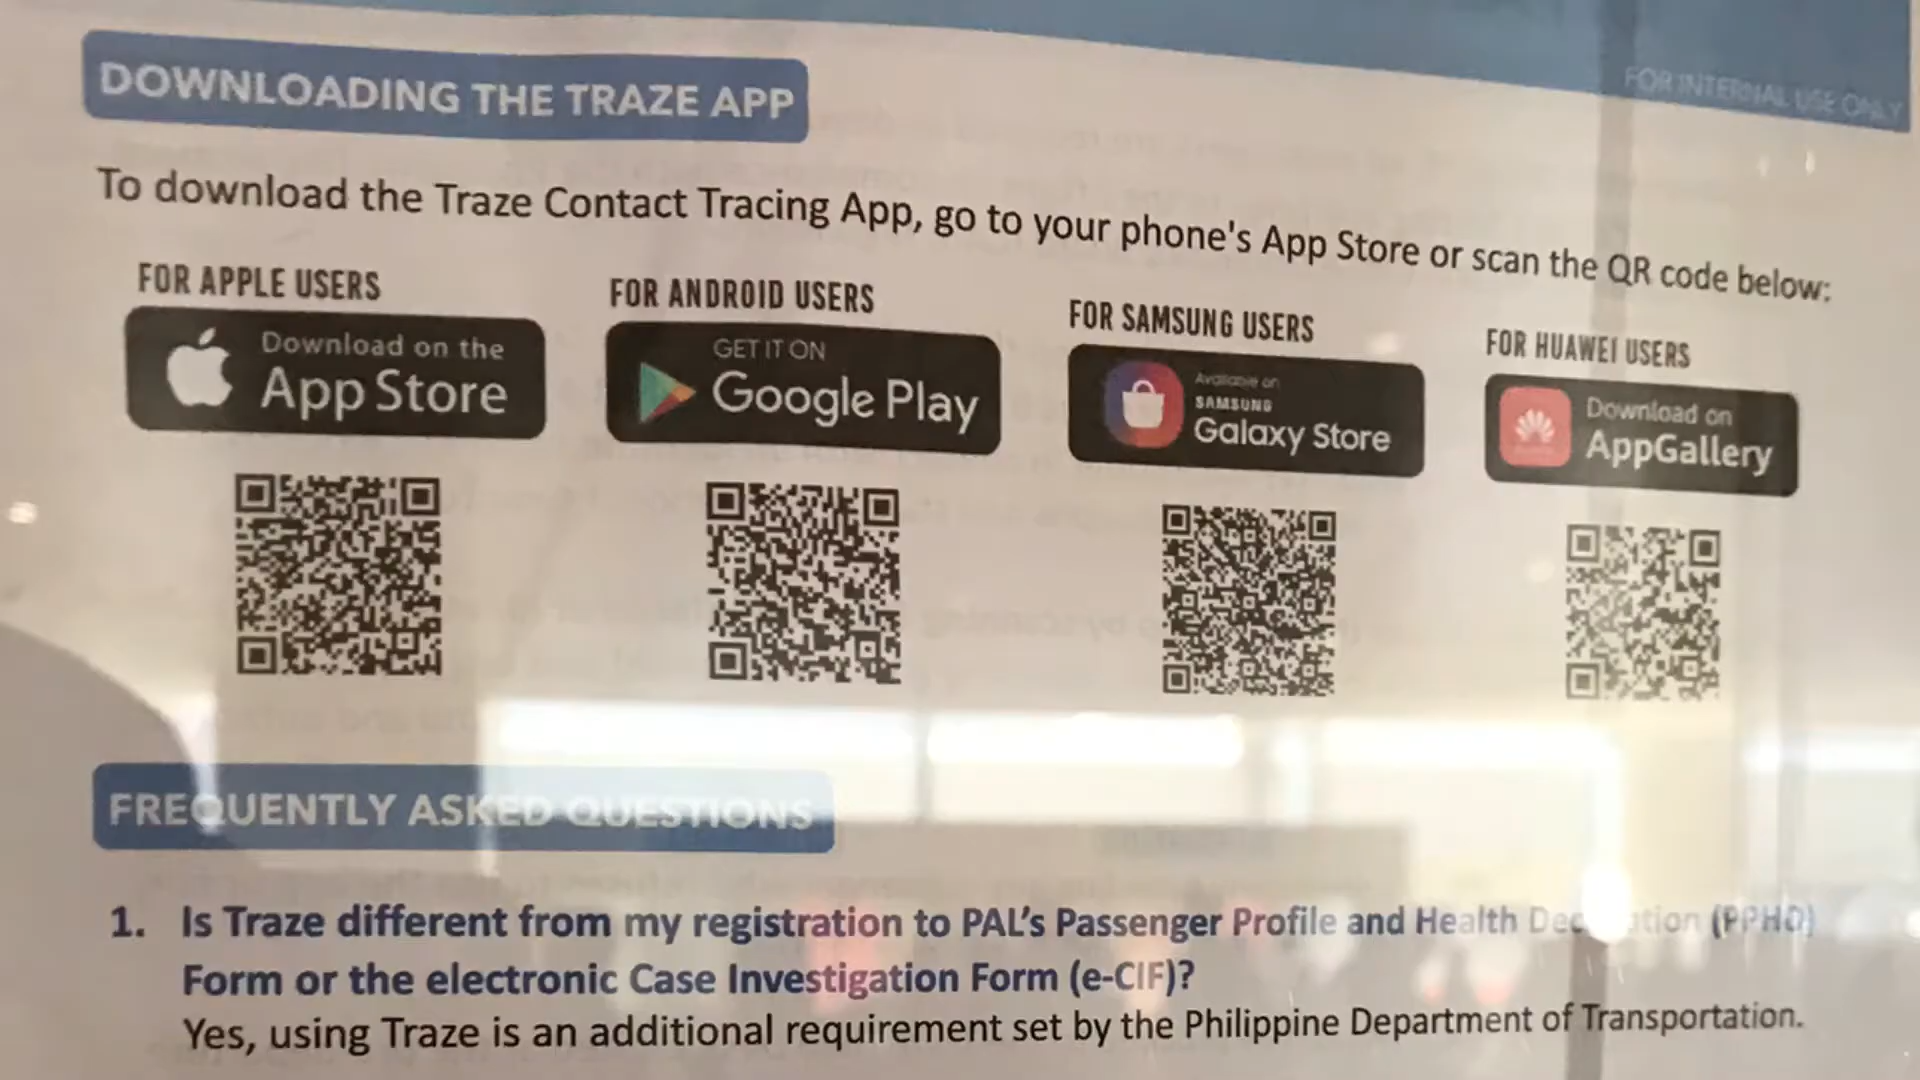 FOR INTERNAL USE ONLY
DOWNLOADING THE TRAZE APP
To download the Traze Contact Tracing App, go to your phone's App Store or scan the QR code below:
FOR APPLE USERS
Download on the
App Store
FOR ANDROID USERS
GET IT ON
Google Play
FOR SAMSUNG USERS
Available on
SAMSUNG
Galaxy Store
FOR HUAWEI USERS
Download on
AppGallery
FREQUENTLY ASKED QUESTIONS
1. Is Traze different from my registration to PAL's Passenger Profile and Health Declaration (PPHD)
Form or the electronic Case Investigation Form (e-CIF)?
Yes, using Traze is an additional requirement set by the Philippine Department of Transportation.